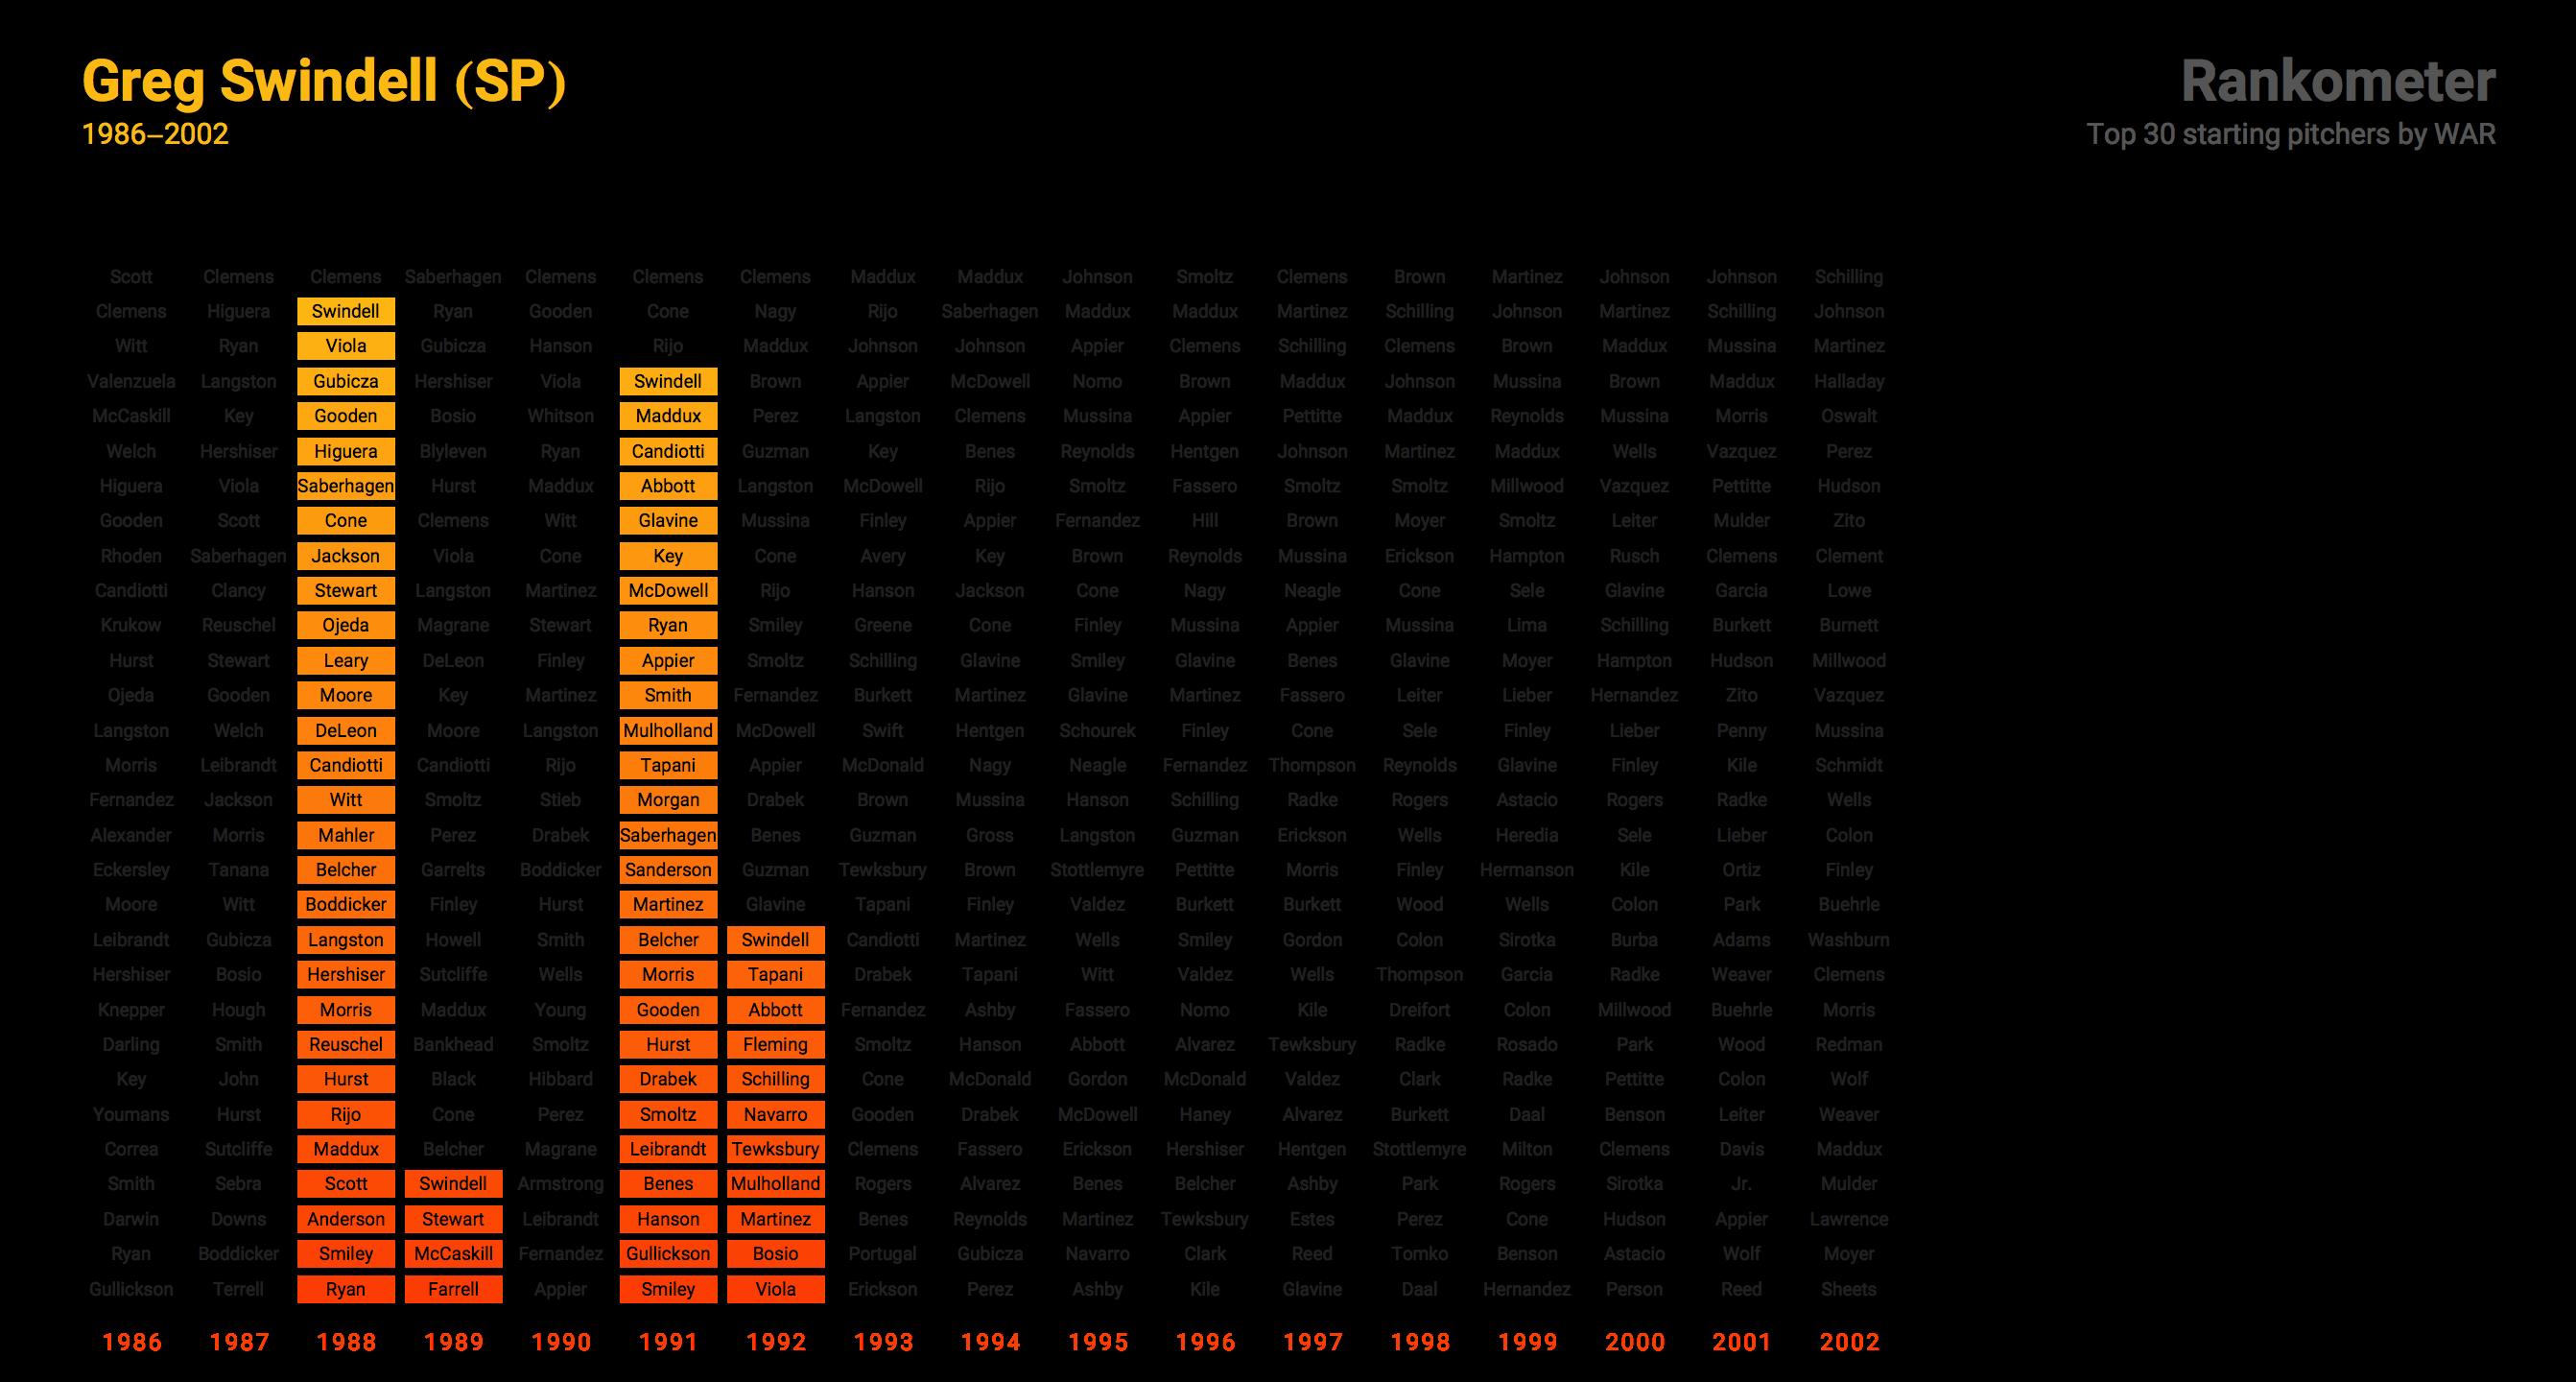 Greg Swindell (SP)
1986–2002
Rankometer
Top 30 starting pitchers by WAR
Scott Clemens Clemens Saberhagen Clemens Clemens Clemens Maddux Maddux Johnson Smoltz Clemens Brown Martinez Johnson Johnson Schilling
Clemens Higuera Swindell Ryan Gooden Cone Nagy Rijo Saberhagen Maddux Maddux Martinez Schilling Johnson Martinez Schilling Johnson
Witt Ryan Viola Gubicza Hanson Rijo Maddux Johnson Johnson Appier Clemens Schilling Clemens Brown Maddux Mussina Martinez
Valenzuela Langston Gubicza Hershiser Viola Swindell Brown Appier McDowell Nomo Brown Maddux Johnson Mussina Brown Maddux Halladay
McCaskill Key Gooden Bosio Whitson Maddux Perez Langston Clemens Mussina Appier Pettitte Maddux Reynolds Mussina Morris Oswalt
Welch Hershiser Higuera Blyleven Ryan Candiotti Guzman Key Benes Reynolds Hentgen Johnson Martinez Maddux Wells Vazquez Perez
Higuera Viola Saberhagen Hurst Maddux Abbott Langston McDowell Rijo Smoltz Fassero Smoltz Smoltz Millwood Vazquez Pettitte Hudson
Gooden Scott Cone Clemens Witt Glavine Mussina Finley Appier Fernandez Hill Brown Moyer Smoltz Leiter Mulder Zito
Rhoden Saberhagen Jackson Viola Cone Key Cone Avery Key Brown Reynolds Mussina Erickson Hampton Rusch Clemens Clement
Candiotti Clancy Stewart Langston Martinez McDowell Rijo Hanson Jackson Cone Nagy Neagle Cone Sele Glavine Garcia Lowe
Krukow Reuschel Ojeda Magrane Stewart Ryan Smiley Greene Cone Finley Mussina Appier Mussina Lima Schilling Burkett Burnett
Hurst Stewart Leary DeLeon Finley Appier Smoltz Schilling Glavine Smiley Glavine Benes Glavine Moyer Hampton Hudson Millwood
Ojeda Gooden Moore Key Martinez Smith Fernandez Burkett Martinez Glavine Martinez Fassero Leiter Lieber Hernandez Zito Vazquez
Langston Welch DeLeon Moore Langston Mulholland McDowell Swift Hentgen Schourek Finley Cone Sele Finley Lieber Penny Mussina
Morris Leibrandt Candiotti Candiotti Rijo Tapani Appier McDonald Nagy Neagle Fernandez Thompson Reynolds Glavine Finley Kile Schmidt
Fernandez Jackson Witt Smoltz Stieb Morgan Drabek Brown Mussina Hanson Schilling Radke Rogers Astacio Rogers Radke Wells
Alexander Morris Mahler Perez Drabek Saberhagen Benes Guzman Gross Langston Guzman Erickson Wells Heredia Sele Lieber Colon
Eckersley Tanana Belcher Garrelts Boddicker Sanderson Guzman Tewksbury Brown Stottlemyre Pettitte Morris Finley Hermanson Kile Ortiz Finley
Moore Witt Boddicker Finley Hurst Martinez Glavine Tapani Finley Valdez Burkett Burkett Wood Wells Colon Park Buehrle
Leibrandt Gubicza Langston Howell Smith Belcher Swindell Candiotti Martinez Wells Smiley Gordon Colon Sirotka Burba Adams Washburn
Hershiser Bosio Hershiser Sutcliffe Wells Morris Tapani Drabek Tapani Witt Valdez Wells Thompson Garcia Radke Weaver Clemens
Knepper Hough Morris Maddux Young Gooden Abbott Fernandez Ashby Fassero Nomo Kile Dreifort Colon Millwood Buehrle Morris
Darling Smith Reuschel Bankhead Smoltz Hurst Fleming Smoltz Hanson Abbott Alvarez Tewksbury Radke Rosado Park Wood Redman
Key John Hurst Black Hibbard Drabek Schilling Cone McDonald Gordon McDonald Valdez Clark Radke Pettitte Colon Wolf
Youmans Hurst Rijo Cone Perez Smoltz Navarro Gooden Drabek McDowell Haney Alvarez Burkett Daal Benson Leiter Weaver
Correa Sutcliffe Maddux Belcher Magrane Leibrandt Tewksbury Clemens Fassero Erickson Hershiser Hentgen Stottlemyre Milton Clemens Davis Maddux
Smith Sebra Scott Swindell Armstrong Benes Mulholland Rogers Alvarez Benes Belcher Ashby Park Rogers Sirotka Jr. Mulder
Darwin Downs Anderson Stewart Leibrandt Hanson Martinez Benes Reynolds Martinez Tewksbury Estes Perez Cone Hudson Appier Lawrence
Ryan Boddicker Smiley McCaskill Fernandez Gullickson Bosio Portugal Gubicza Navarro Clark Reed Tomko Benson Astacio Wolf Moyer
Gullickson Terrell Ryan Farrell Appier Smiley Viola Erickson Perez Ashby Kile Glavine Daal Hernandez Person Reed Sheets
1986 1987 1988 1989 1990 1991 1992 1993 1994 1995 1996 1997 1998 1999 2000 2001 2002